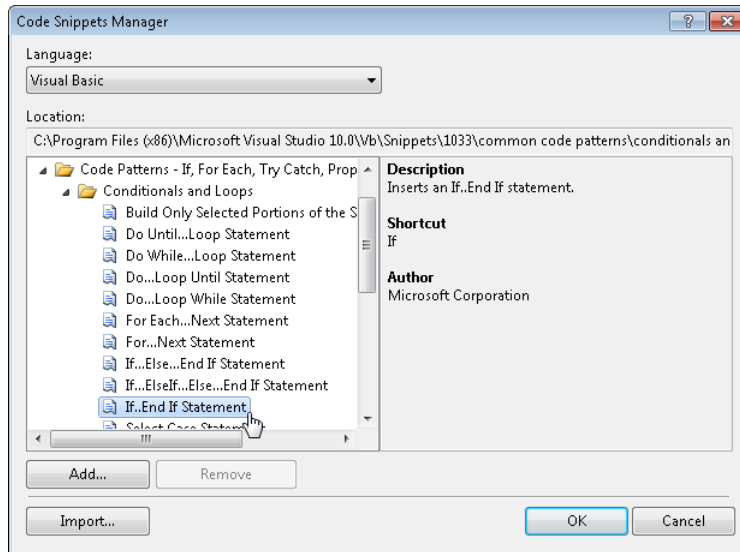 Code Snippets Manager
Language:
Visual Basic
Location:
C:\Program Files (x86)\Microsoft Visual Studio 10.0\Vb\Snippets\1033\common code patterns\conditionals an
Code Patterns - If, For Each, Try Catch, Prop
Conditionals and Loops
Build Only Selected Portions of the S
Do Until...Loop Statement
Do While...Loop Statement
Do...Loop Until Statement
Do...Loop While Statement
For Each...Next Statement
For...Next Statement
If...Else...End If Statement
If...ElseIf...Else...End If Statement
If..End If Statement
Select Case Statement
Description
Inserts an If..End If statement.
Shortcut
If
Author
Microsoft Corporation
Add...
Remove
Import...
OK
Cancel